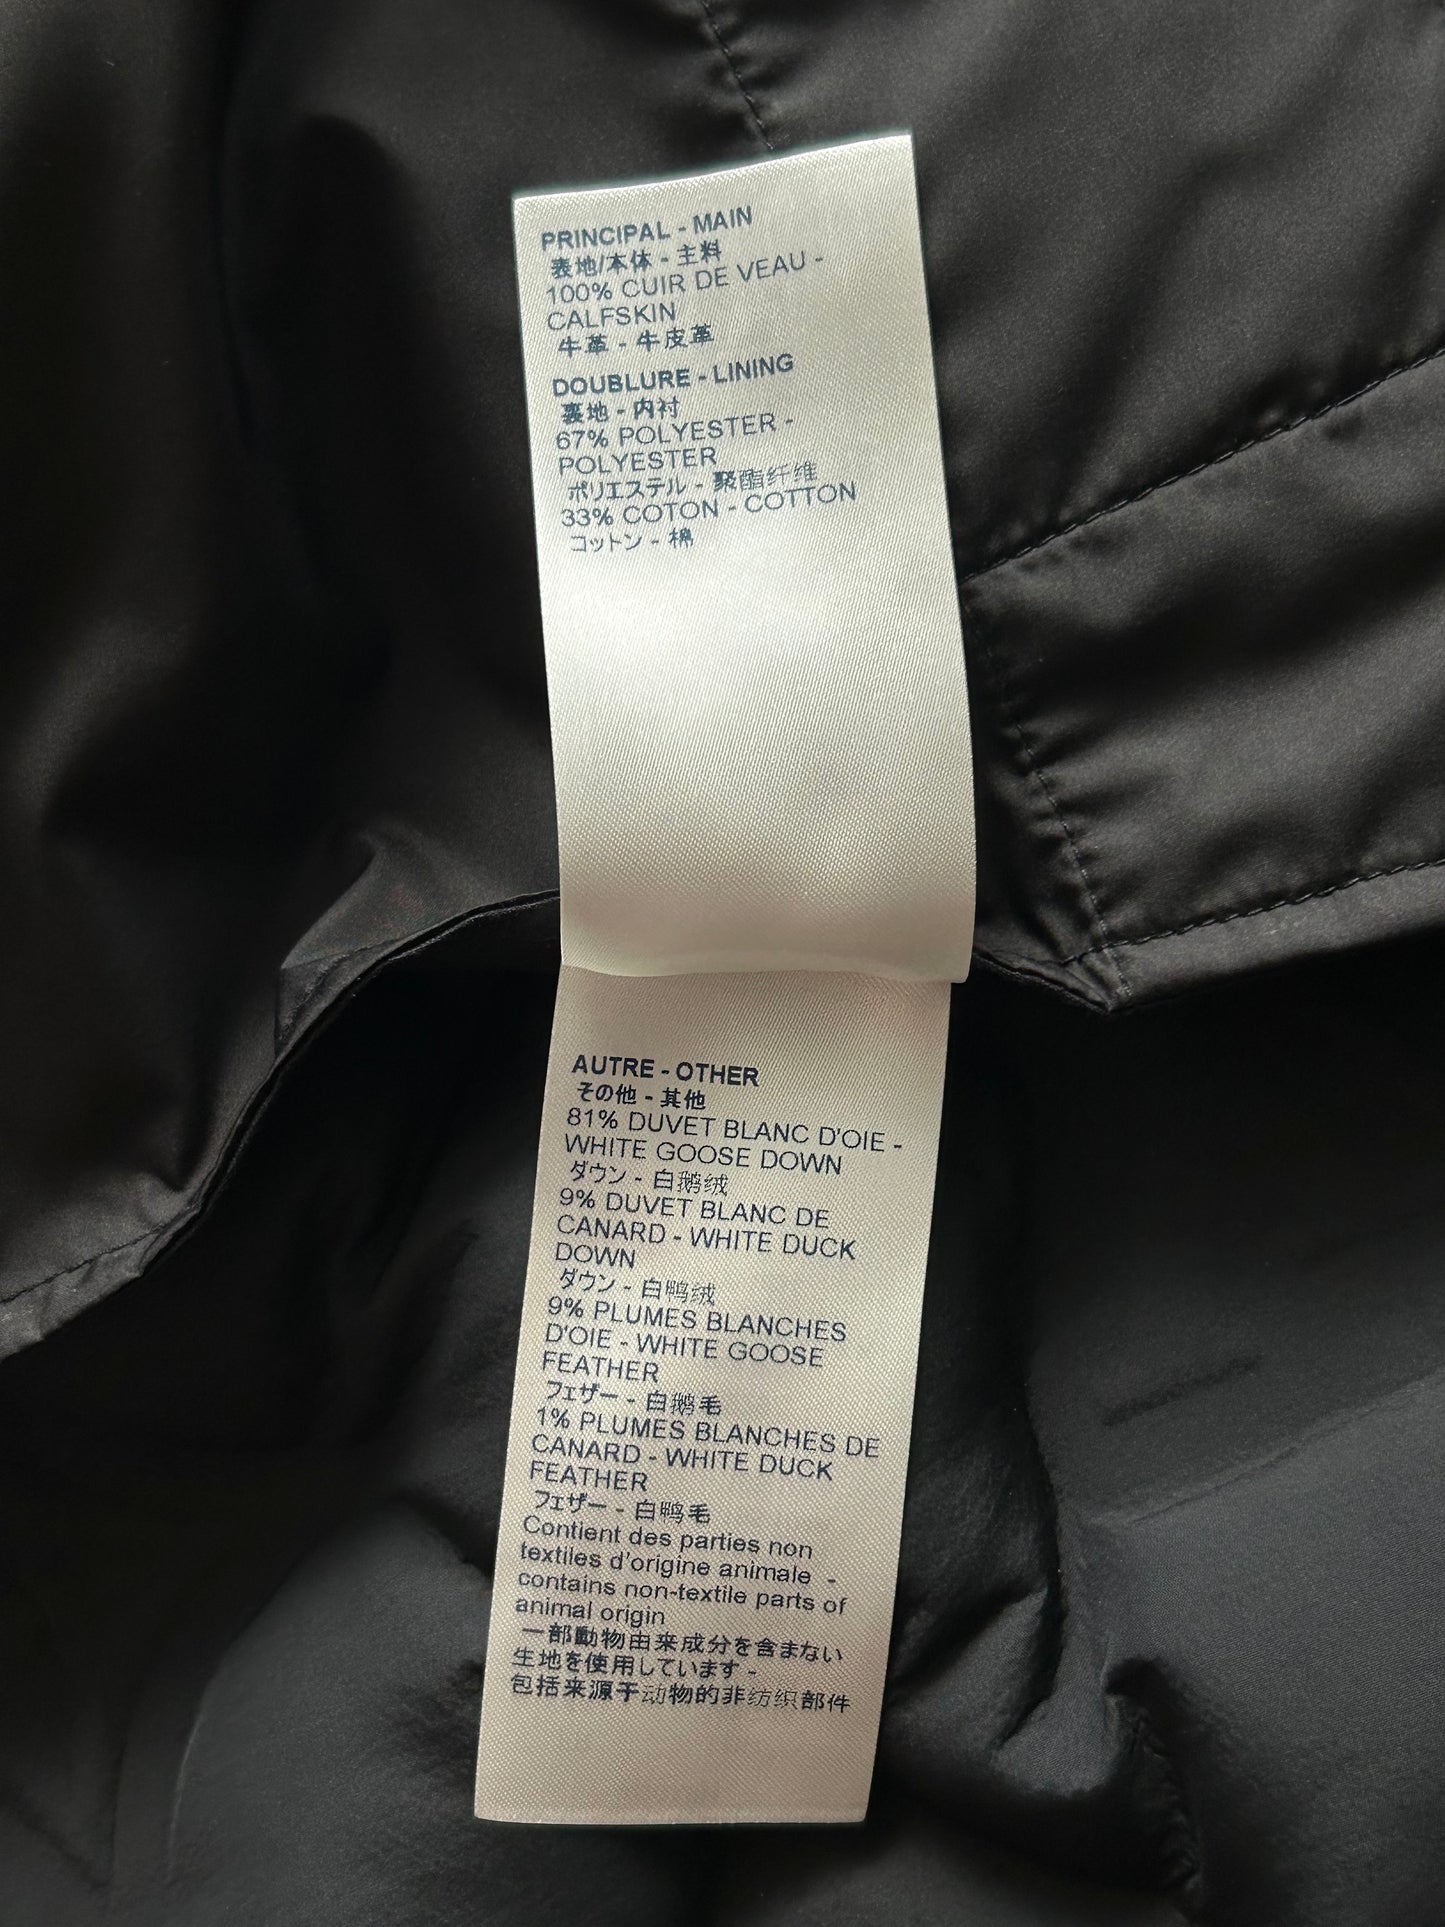 PRINCIPAL - MAIN
表地/本体 - 主料
100% CUIR DE VEAU -
CALFSKIN
牛革 - 牛皮革
DOUBLURE - LINING
裏地 - 内衬
67% POLYESTER -
POLYESTER
ポリエステル - 聚酯纤维
33% COTON - COTTON
コットン - 棉
AUTRE - OTHER
その他 - 其他
81% DUVET BLANC D'OIE -
WHITE GOOSE DOWN
ダウン - 白鹅绒
9% DUVET BLANC DE
CANARD - WHITE DUCK
DOWN
ダウン - 白鸭绒
9% PLUMES BLANCHES
D'OIE - WHITE GOOSE
FEATHER
フェザー - 白鹅毛
1% PLUMES BLANCHES DE
CANARD - WHITE DUCK
FEATHER
フェザー - 白鸭毛
Contient des parties non
textiles d'origine animale -
contains non-textile parts of
animal origin
一部動物由来成分を含まない
生地を使用しています -
包括来源于动物的非纺织部件